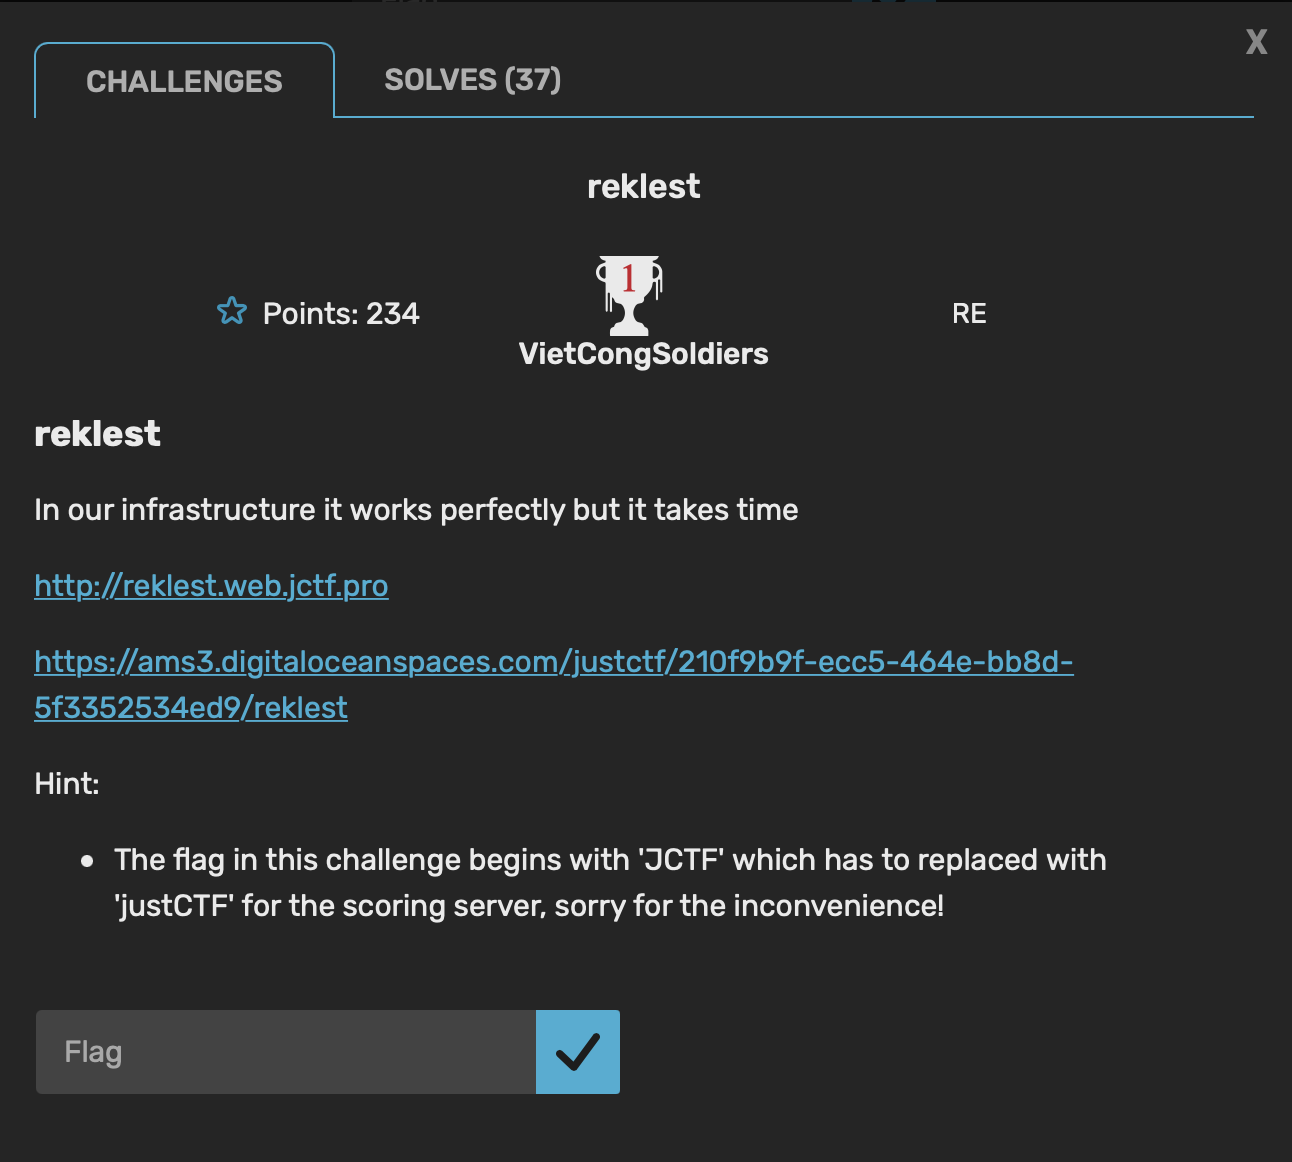 X
CHALLENGES
SOLVES (37)
reklest
1
Points: 234
VietCongSoldiers
RE
reklest
In our infrastructure it works perfectly but it takes time
http://reklest.web.jctf.pro
https://ams3.digitaloceanspaces.com/justctf/210f9b9f-ecc5-464e-bb8d-
5f3352534ed9/reklest
Hint:
The flag in this challenge begins with 'JCTF' which has to replaced with
'justCTF' for the scoring server, sorry for the inconvenience!
Flag